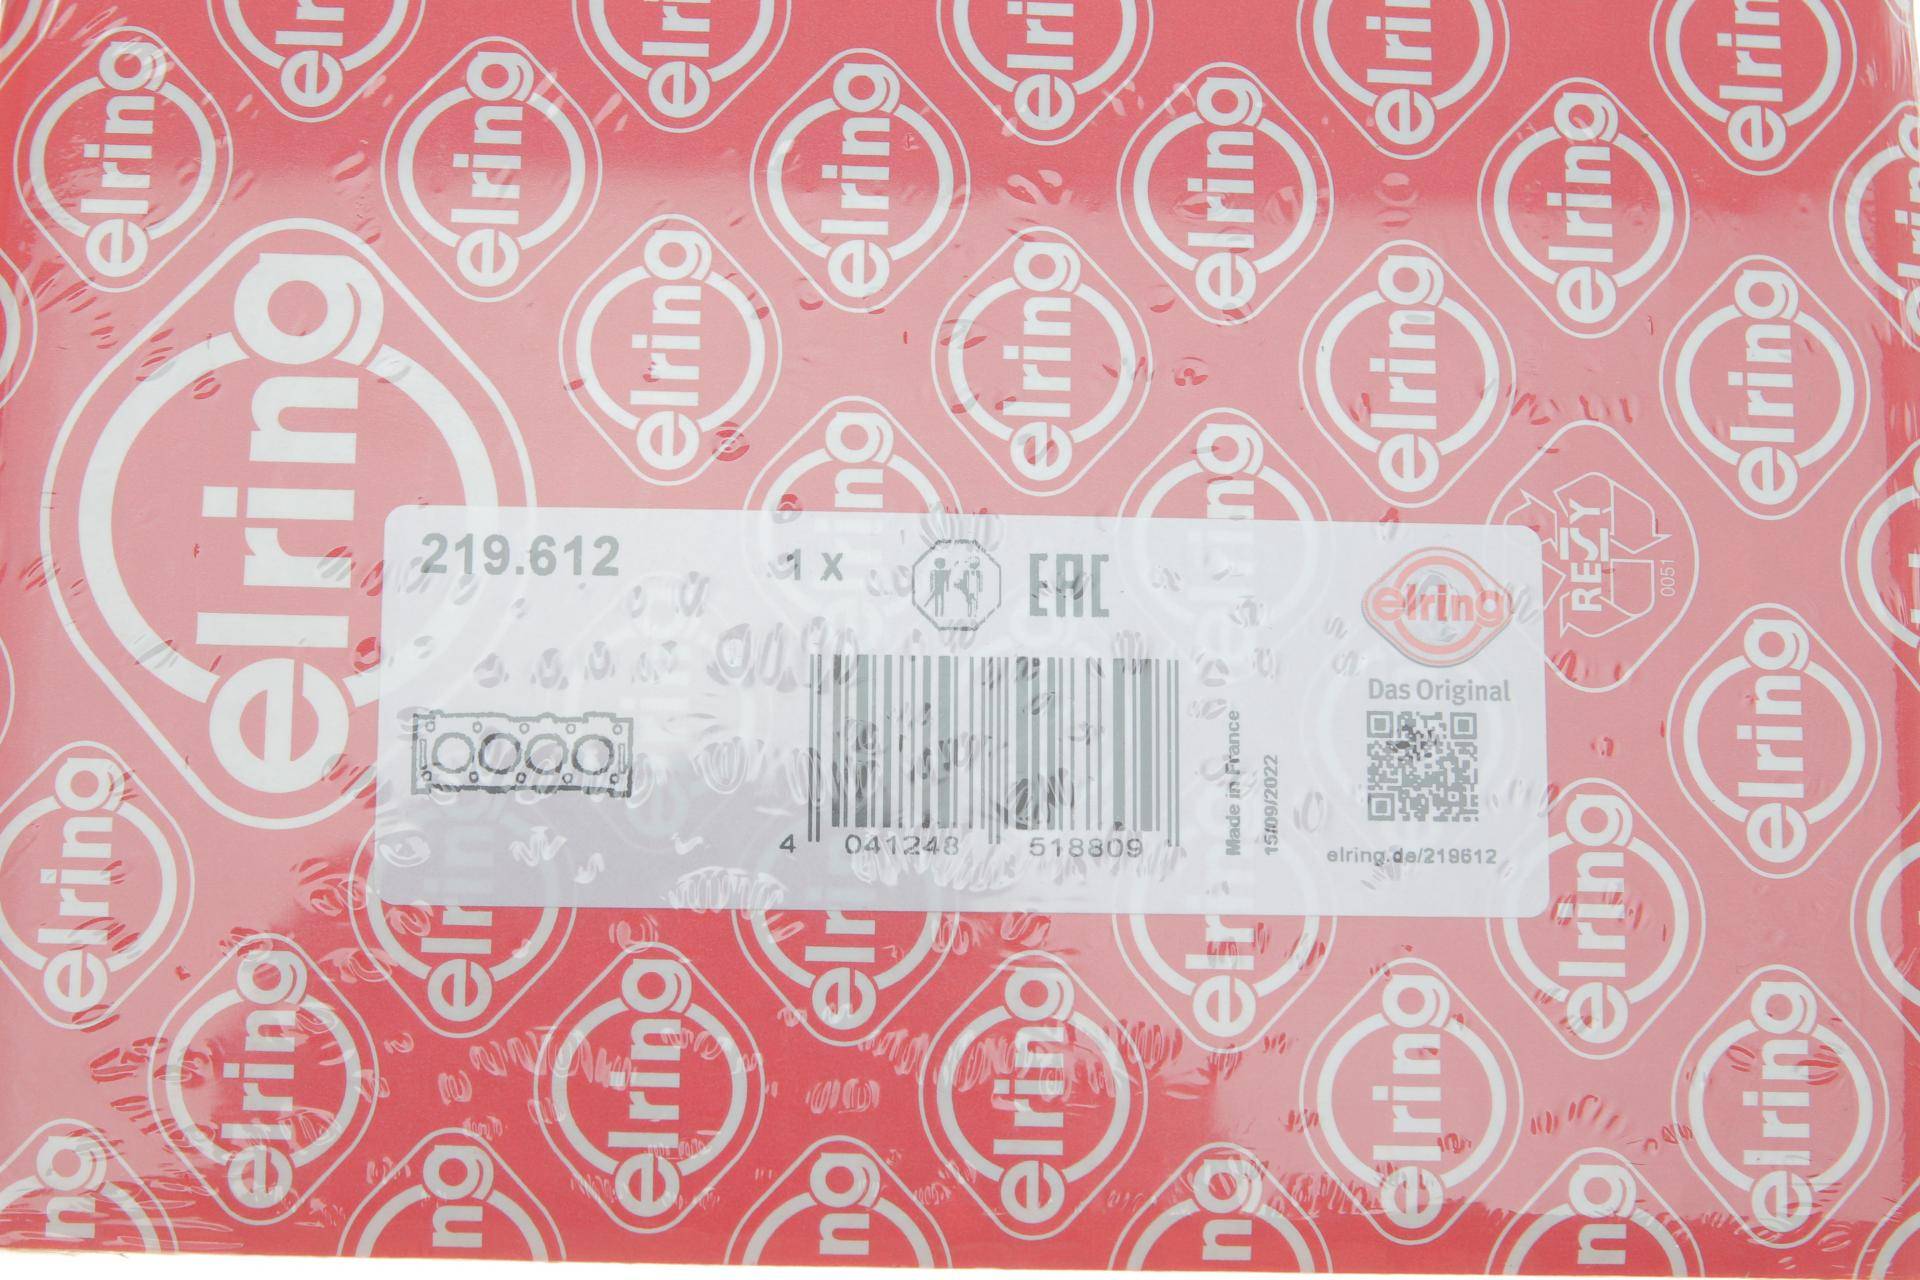 elring
219.612
1 x
EAC
elring
Das Original
4 041248 518809
Made in France
15/09/2022
elring.de/219612
RESY
0051